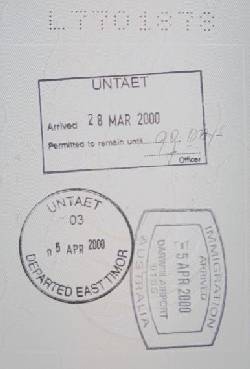 L7701878
UNTAET
Arrived 28 MAR 2000
Permitted to remain until
Officer
UNTAET
03
05 APR 2000
DEPARTED EAST TIMOR
IMMIGRATION
ARRIVED
5 APR 2000
DARWIN AIRPORT
AUSTRALIA